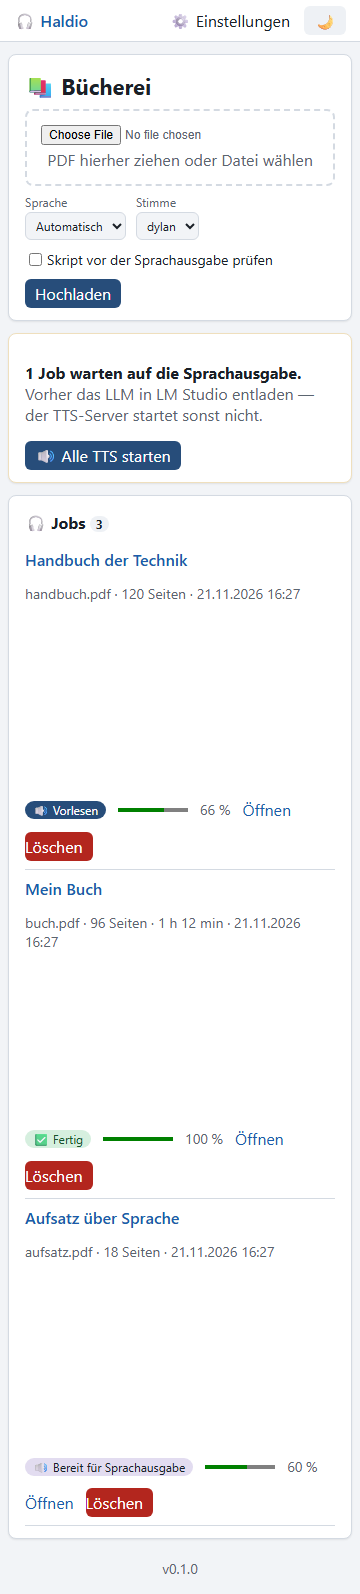 Haldio Einstellungen
Bücherei
Choose File No file chosen
PDF hierher ziehen oder Datei wählen
Sprache Stimme
Automatisch dylan
Skript vor der Sprachausgabe prüfen
Hochladen
1 Job warten auf die Sprachausgabe.
Vorher das LLM in LM Studio entladen —
der TTS-Server startet sonst nicht.
Alle TTS starten
Jobs 3
Handbuch der Technik
handbuch.pdf · 120 Seiten · 21.11.2026 16:27
Vorlesen 66 % Öffnen
Löschen
Mein Buch
buch.pdf · 96 Seiten · 1 h 12 min · 21.11.2026
16:27
Fertig 100 % Öffnen
Löschen
Aufsatz über Sprache
aufsatz.pdf · 18 Seiten · 21.11.2026 16:27
Bereit für Sprachausgabe 60 %
Öffnen Löschen
v0.1.0